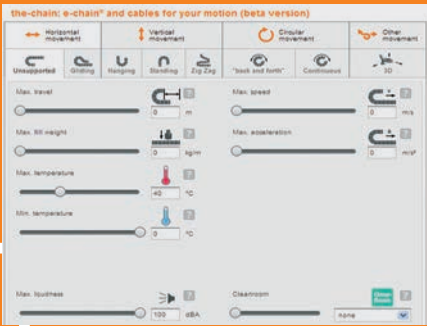 the-chain: e-chain® and cables for your motion (beta version)
Horizontal movement
Vertical movement
Circular movement
Other movement
Unsupported
Gliding
Hanging
Standing
Zig Zag
"back and forth"
Continuous
3D
Max. travel
?
0 m
Max. speed
?
0 m/s
Max. fill weight
?
0 kg/m
Max. acceleration
?
0 m/s²
Max. temperature
?
40 °C
Min. temperature
?
0 °C
Max. loudness
?
100 dBA
Cleanroom
Clean Room
?
none